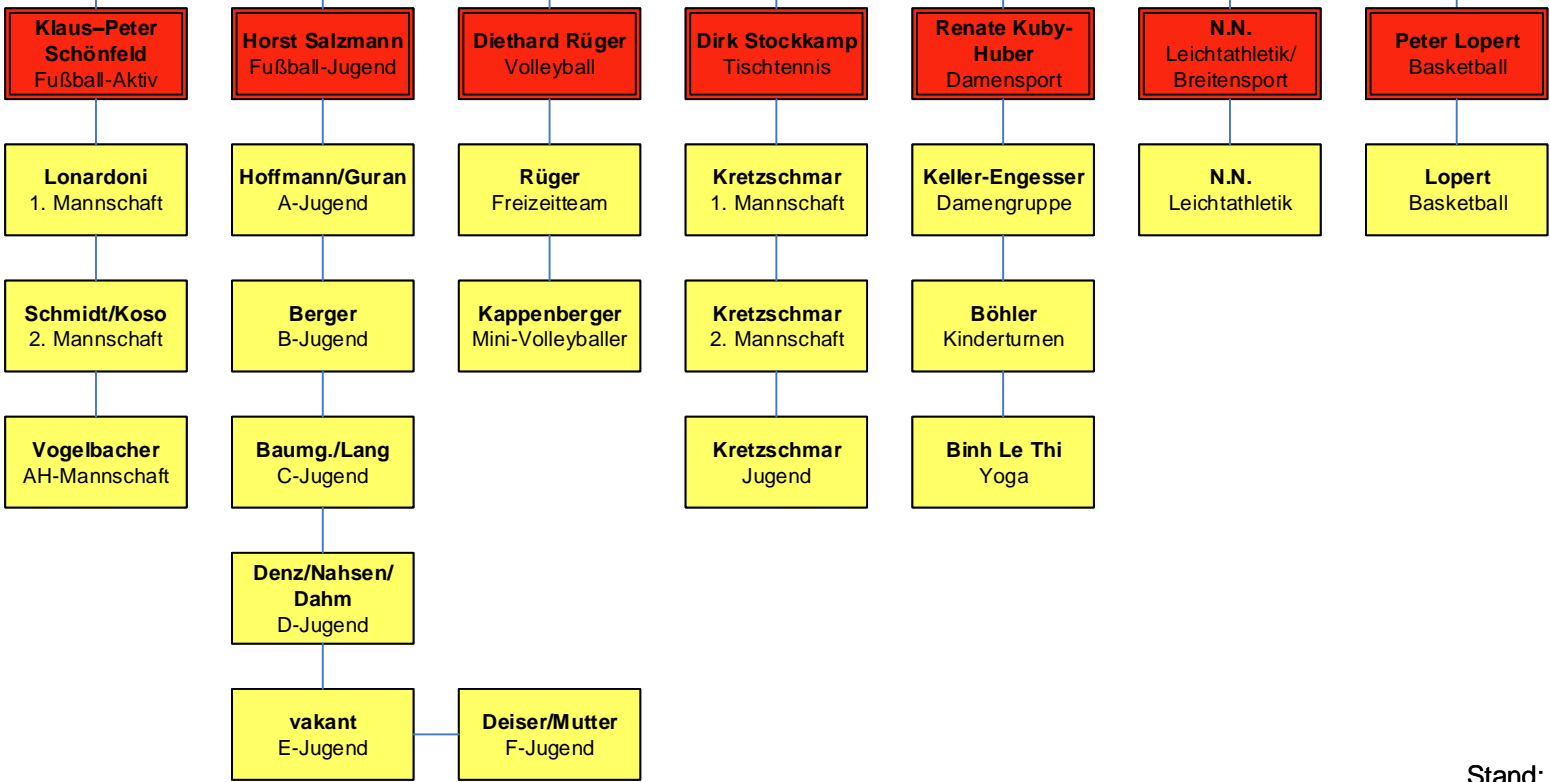 Klaus–Peter
Schönfeld
Fußball-Aktiv
Horst Salzmann
Fußball-Jugend
Diethard Rüger
Volleyball
Dirk Stockkamp
Tischtennis
Renate Kuby-
Huber
Damensport
N.N.
Leichtathletik/
Breitensport
Peter Lopert
Basketball
Lonardoni
1. Mannschaft
Hoffmann/Guran
A-Jugend
Rüger
Freizeitteam
Kretzschmar
1. Mannschaft
Keller-Engesser
Damengruppe
N.N.
Leichtathletik
Lopert
Basketball
Schmidt/Koso
2. Mannschaft
Berger
B-Jugend
Kappenberger
Mini-Volleyballer
Kretzschmar
2. Mannschaft
Böhler
Kinderturnen
Vogelbacher
AH-Mannschaft
Baumg./Lang
C-Jugend
Kretzschmar
Jugend
Binh Le Thi
Yoga
Denz/Nahsen/
Dahm
D-Jugend
vakant
E-Jugend
Deiser/Mutter
F-Jugend
Stand: